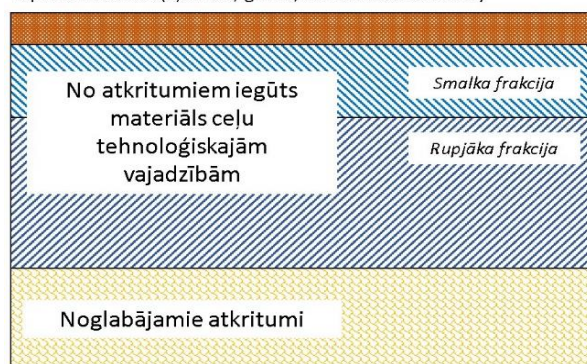 No atkritumiem iegūts
materiāls ceļu
tehnoloģiskajām
vajadzībām
Smalka frakcija
Rupjāka frakcija
Noglabājamie atkritumi